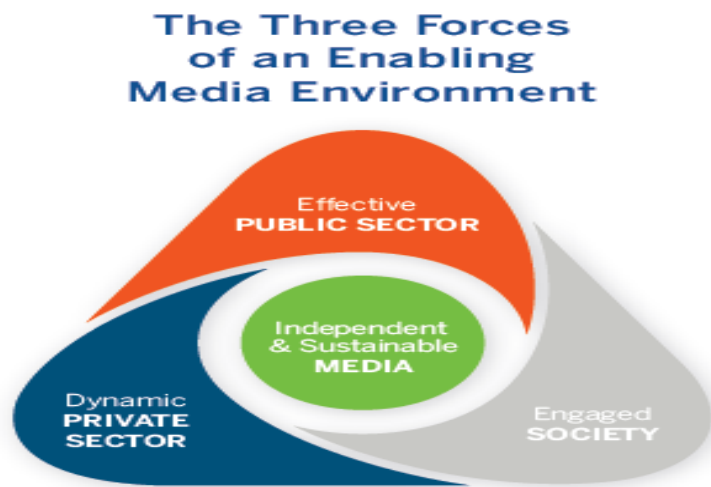 The Three Forces
of an Enabling
Media Environment
Effective
PUBLIC SECTOR
Independent
& Sustainable
MEDIA
Dynamic
PRIVATE
SECTOR
Engaged
SOCIETY